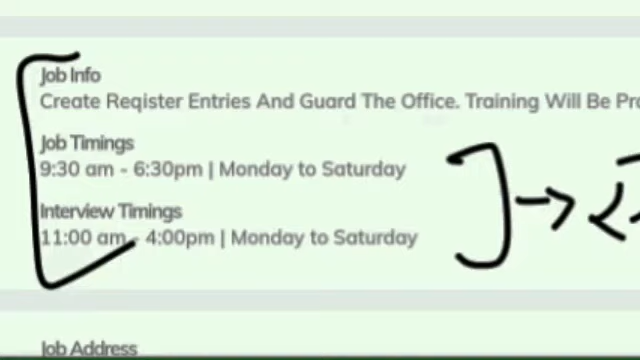 Job Info
Create Register Entries And Guard The Office. Training Will Be
Job Timings
9:30 am - 6:30pm | Monday to Saturday
Interview Timings
11:00 am - 4:00pm | Monday to Saturday
Job Address